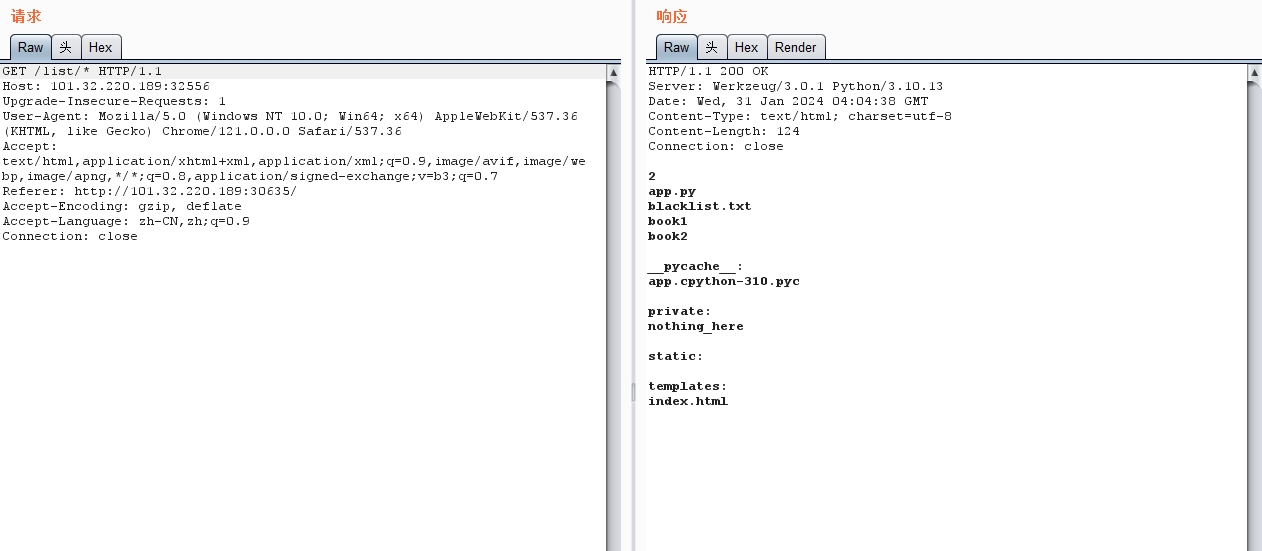 请求
Raw 头 Hex
GET /list/* HTTP/1.1
Host: 101.32.220.189:32556
Upgrade-Insecure-Requests: 1
User-Agent: Mozilla/5.0 (Windows NT 10.0; Win64; x64) AppleWebKit/537.36
(KHTML, like Gecko) Chrome/121.0.0.0 Safari/537.36
Accept:
text/html,application/xhtml+xml,application/xml;q=0.9,image/avif,image/we
bp,image/apng,*/*;q=0.8,application/signed-exchange;v=b3;q=0.7
Referer: http://101.32.220.189:30635/
Accept-Encoding: gzip, deflate
Accept-Language: zh-CN,zh;q=0.9
Connection: close
响应
Raw 头 Hex Render
HTTP/1.1 200 OK
Server: Werkzeug/3.0.1 Python/3.10.13
Date: Wed, 31 Jan 2024 04:04:38 GMT
Content-Type: text/html; charset=utf-8
Content-Length: 124
Connection: close
2
app.py
blacklist.txt
book1
book2
__pycache__:
app.cpython-310.pyc
private:
nothing_here
static:
templates:
index.html